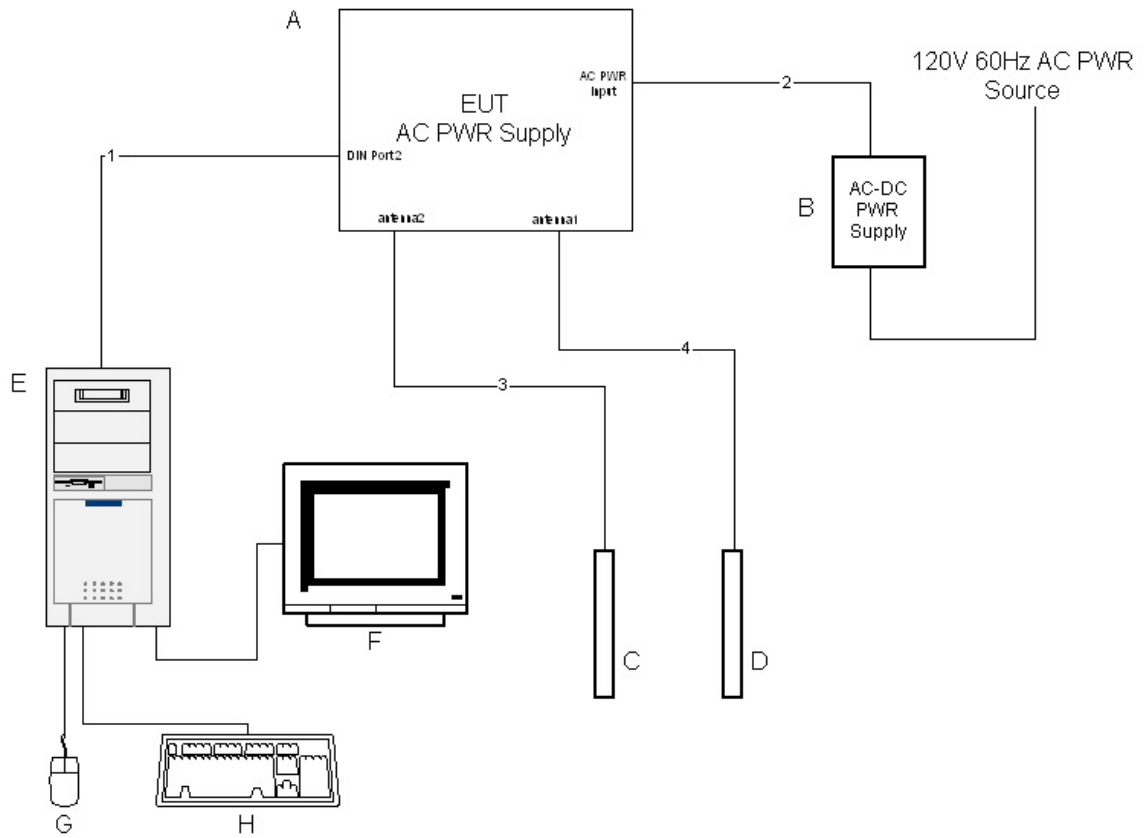 A
120V 60Hz AC PWR
Source
AC PWR
Input
2
EUT
AC PWR Supply
1
DIN Port2
B
AC-DC
PWR
Supply
antenna2
antenna1
4
3
E
F
C
D
G
H